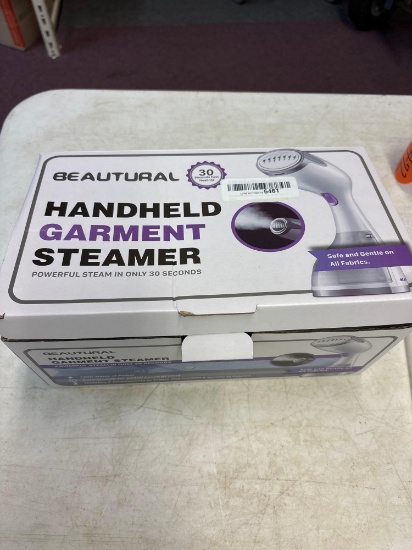 BEAUTURAL
30
5461
HANDHELD
GARMENT
STEAMER
POWERFUL STEAM IN ONLY 30 SECONDS
Safe and Gentle on
All Fabrics.
BEAUTURAL
HANDHELD GARMENT STEAMER